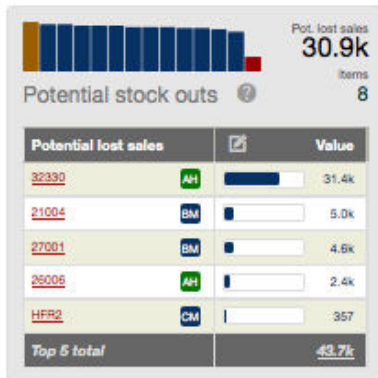 Pot. lost sales
30.9k
Items
8
Potential stock outs ?
Potential lost sales Value
32330 AH 31.4k
21004 BM 5.0k
27001 BM 4.6k
26006 AH 2.4k
HFR2 CM 357
Top 5 total 43.7k